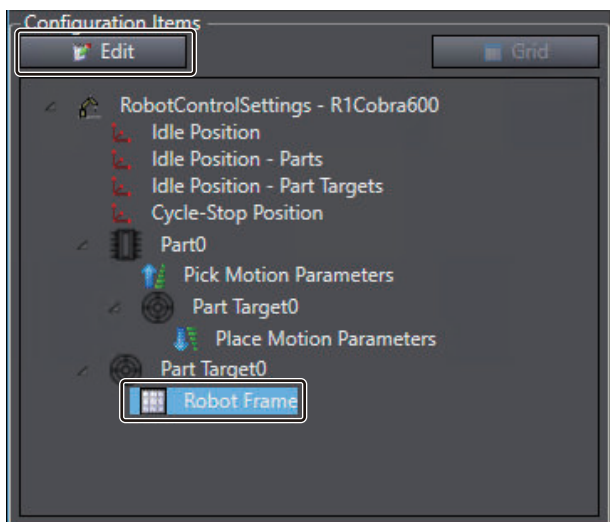 Configuration Items
Edit
Grid
RobotControlSettings - R1Cobra600
Idle Position
Idle Position - Parts
Idle Position - Part Targets
Cycle-Stop Position
Part0
Pick Motion Parameters
Part Target0
Place Motion Parameters
Part Target0
Robot Frame